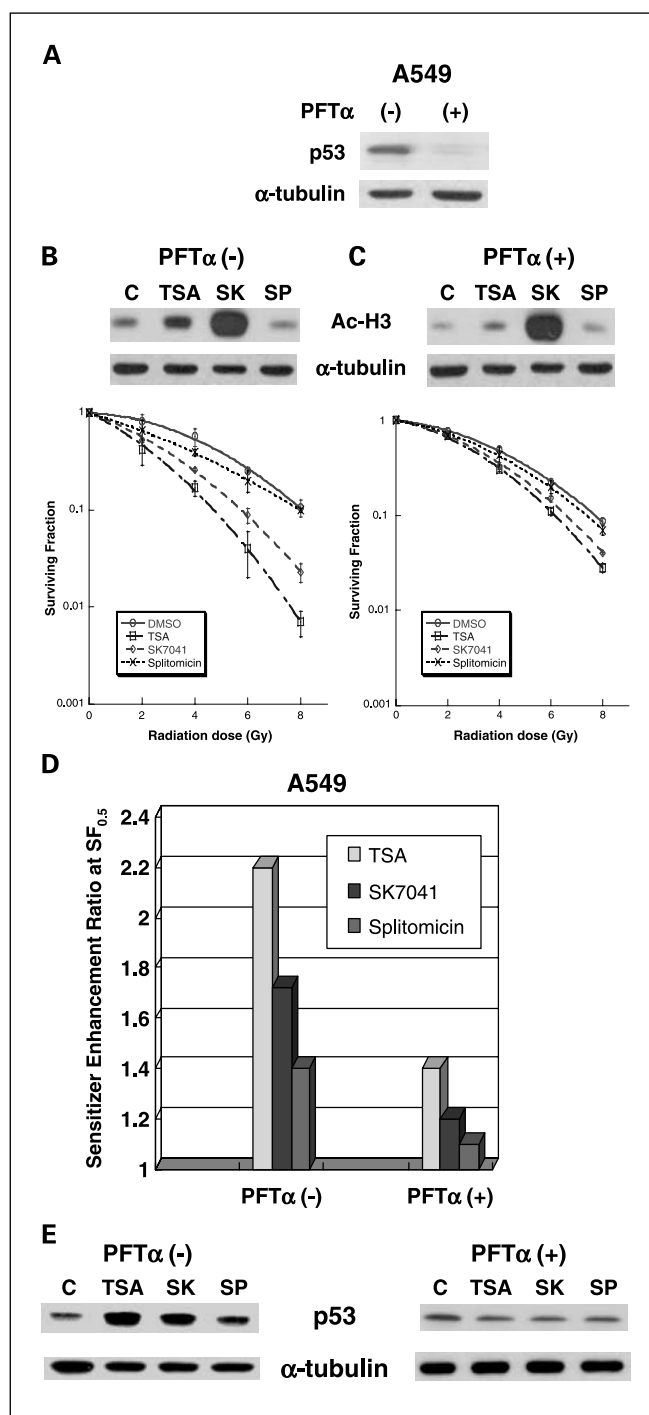 A
A549
PFTα (-) (+)
p53
α-tubulin
B
PFTα (-)
C TSA SK SP
C
PFTα (+)
C TSA SK SP
Ac-H3
α-tubulin
Surviving Fraction
1
0.1
0.01
0.001
DMSO
TSA
SK7041
Splitomicin
0 2 4 6 8
Radiation dose (Gy)
Surviving Fraction
1
0.1
0.01
0.001
DMSO
TSA
SK7041
Splitomicin
0 2 4 6 8
Radiation dose (Gy)
D
A549
Sensitizer Enhancement Ratio at SF0.5
2.4
2.2
2
1.8
1.6
1.4
1.2
1
TSA
SK7041
Splitomicin
PFTα (-) PFTα (+)
E
PFTα (-) PFTα (+)
C TSA SK SP C TSA SK SP
p53
α-tubulin